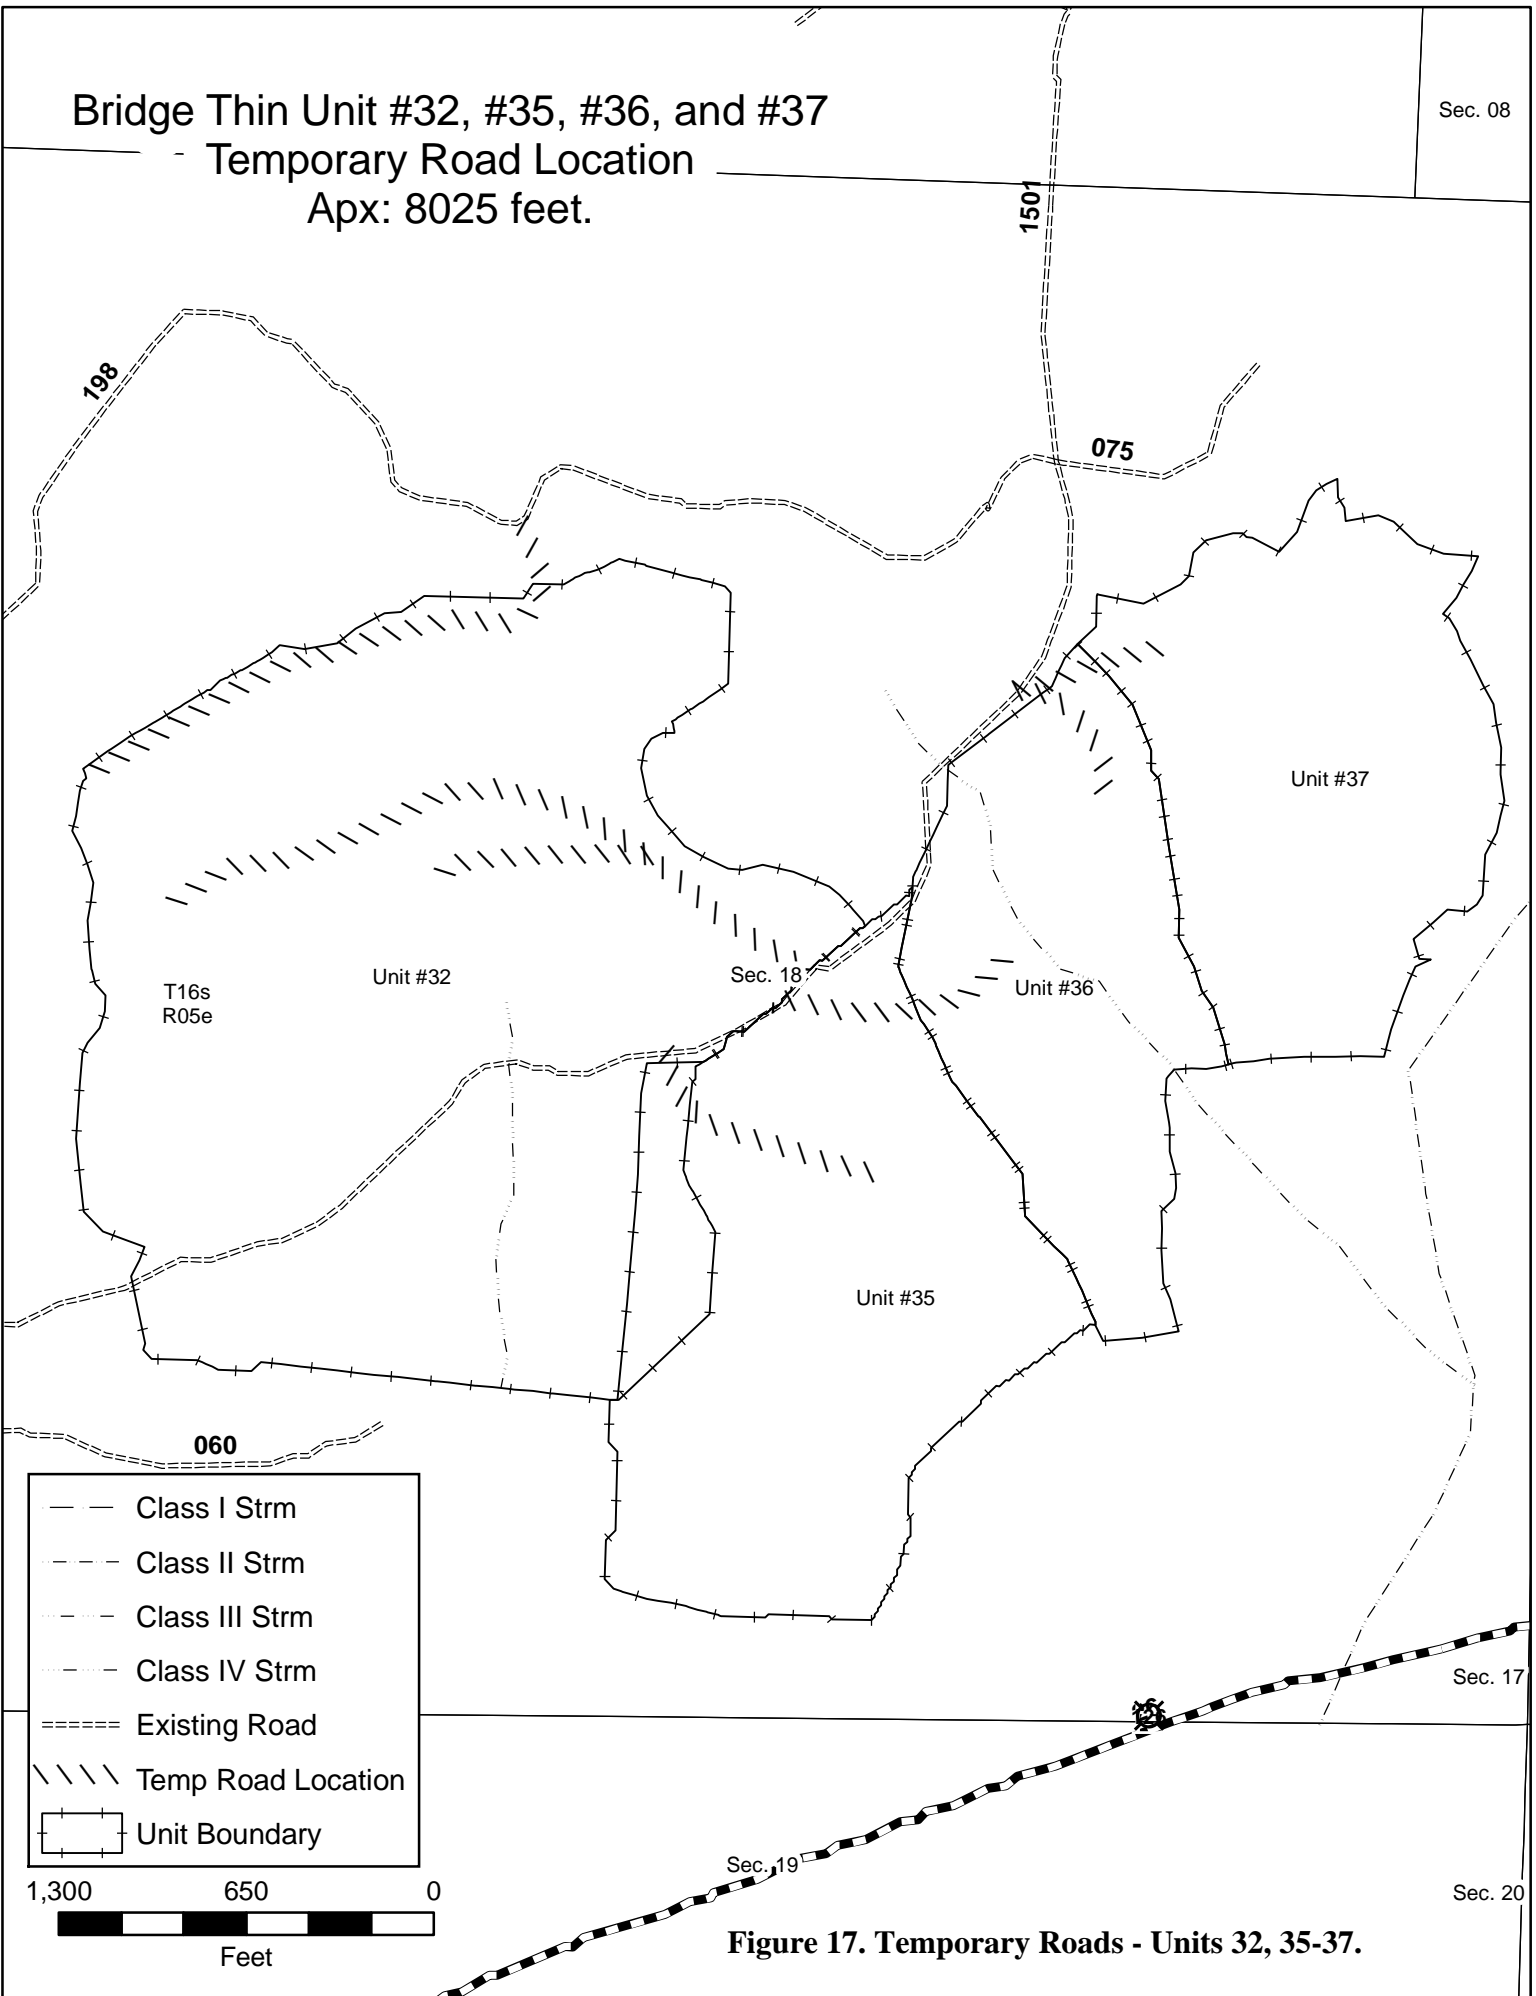 Bridge Thin Unit #32, #35, #36, and #37
Temporary Road Location
Apx: 8025 feet.
Sec. 08
1501
198
075
Unit #37
Unit #32
Sec. 18
Unit #36
T16s
R05e
Unit #35
060
Class I Strm
Class II Strm
Class III Strm
Class IV Strm
Existing Road
Temp Road Location
Unit Boundary
Sec. 17
Sec. 19
Sec. 20
1,300 650 0
Feet
Figure 17. Temporary Roads - Units 32, 35-37.